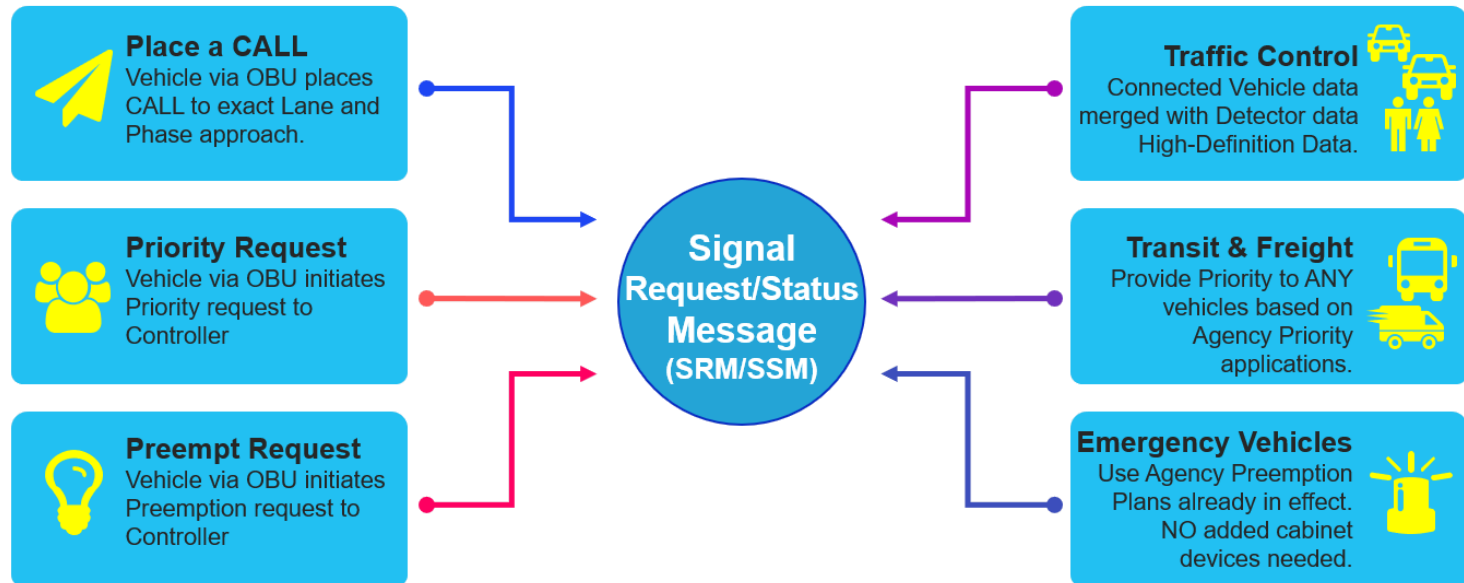 Place a CALL
Vehicle via OBU places
CALL to exact Lane and
Phase approach.
Priority Request
Vehicle via OBU initiates
Priority request to
Controller
Preempt Request
Vehicle via OBU initiates
Preemption request to
Controller
Signal
Request/Status
Message
(SRM/SSM)
Traffic Control
Connected Vehicle data
merged with Detector data
High-Definition Data.
Transit & Freight
Provide Priority to ANY
vehicles based on
Agency Priority
applications.
Emergency Vehicles
Use Agency Preemption
Plans already in effect.
NO added cabinet
devices needed.